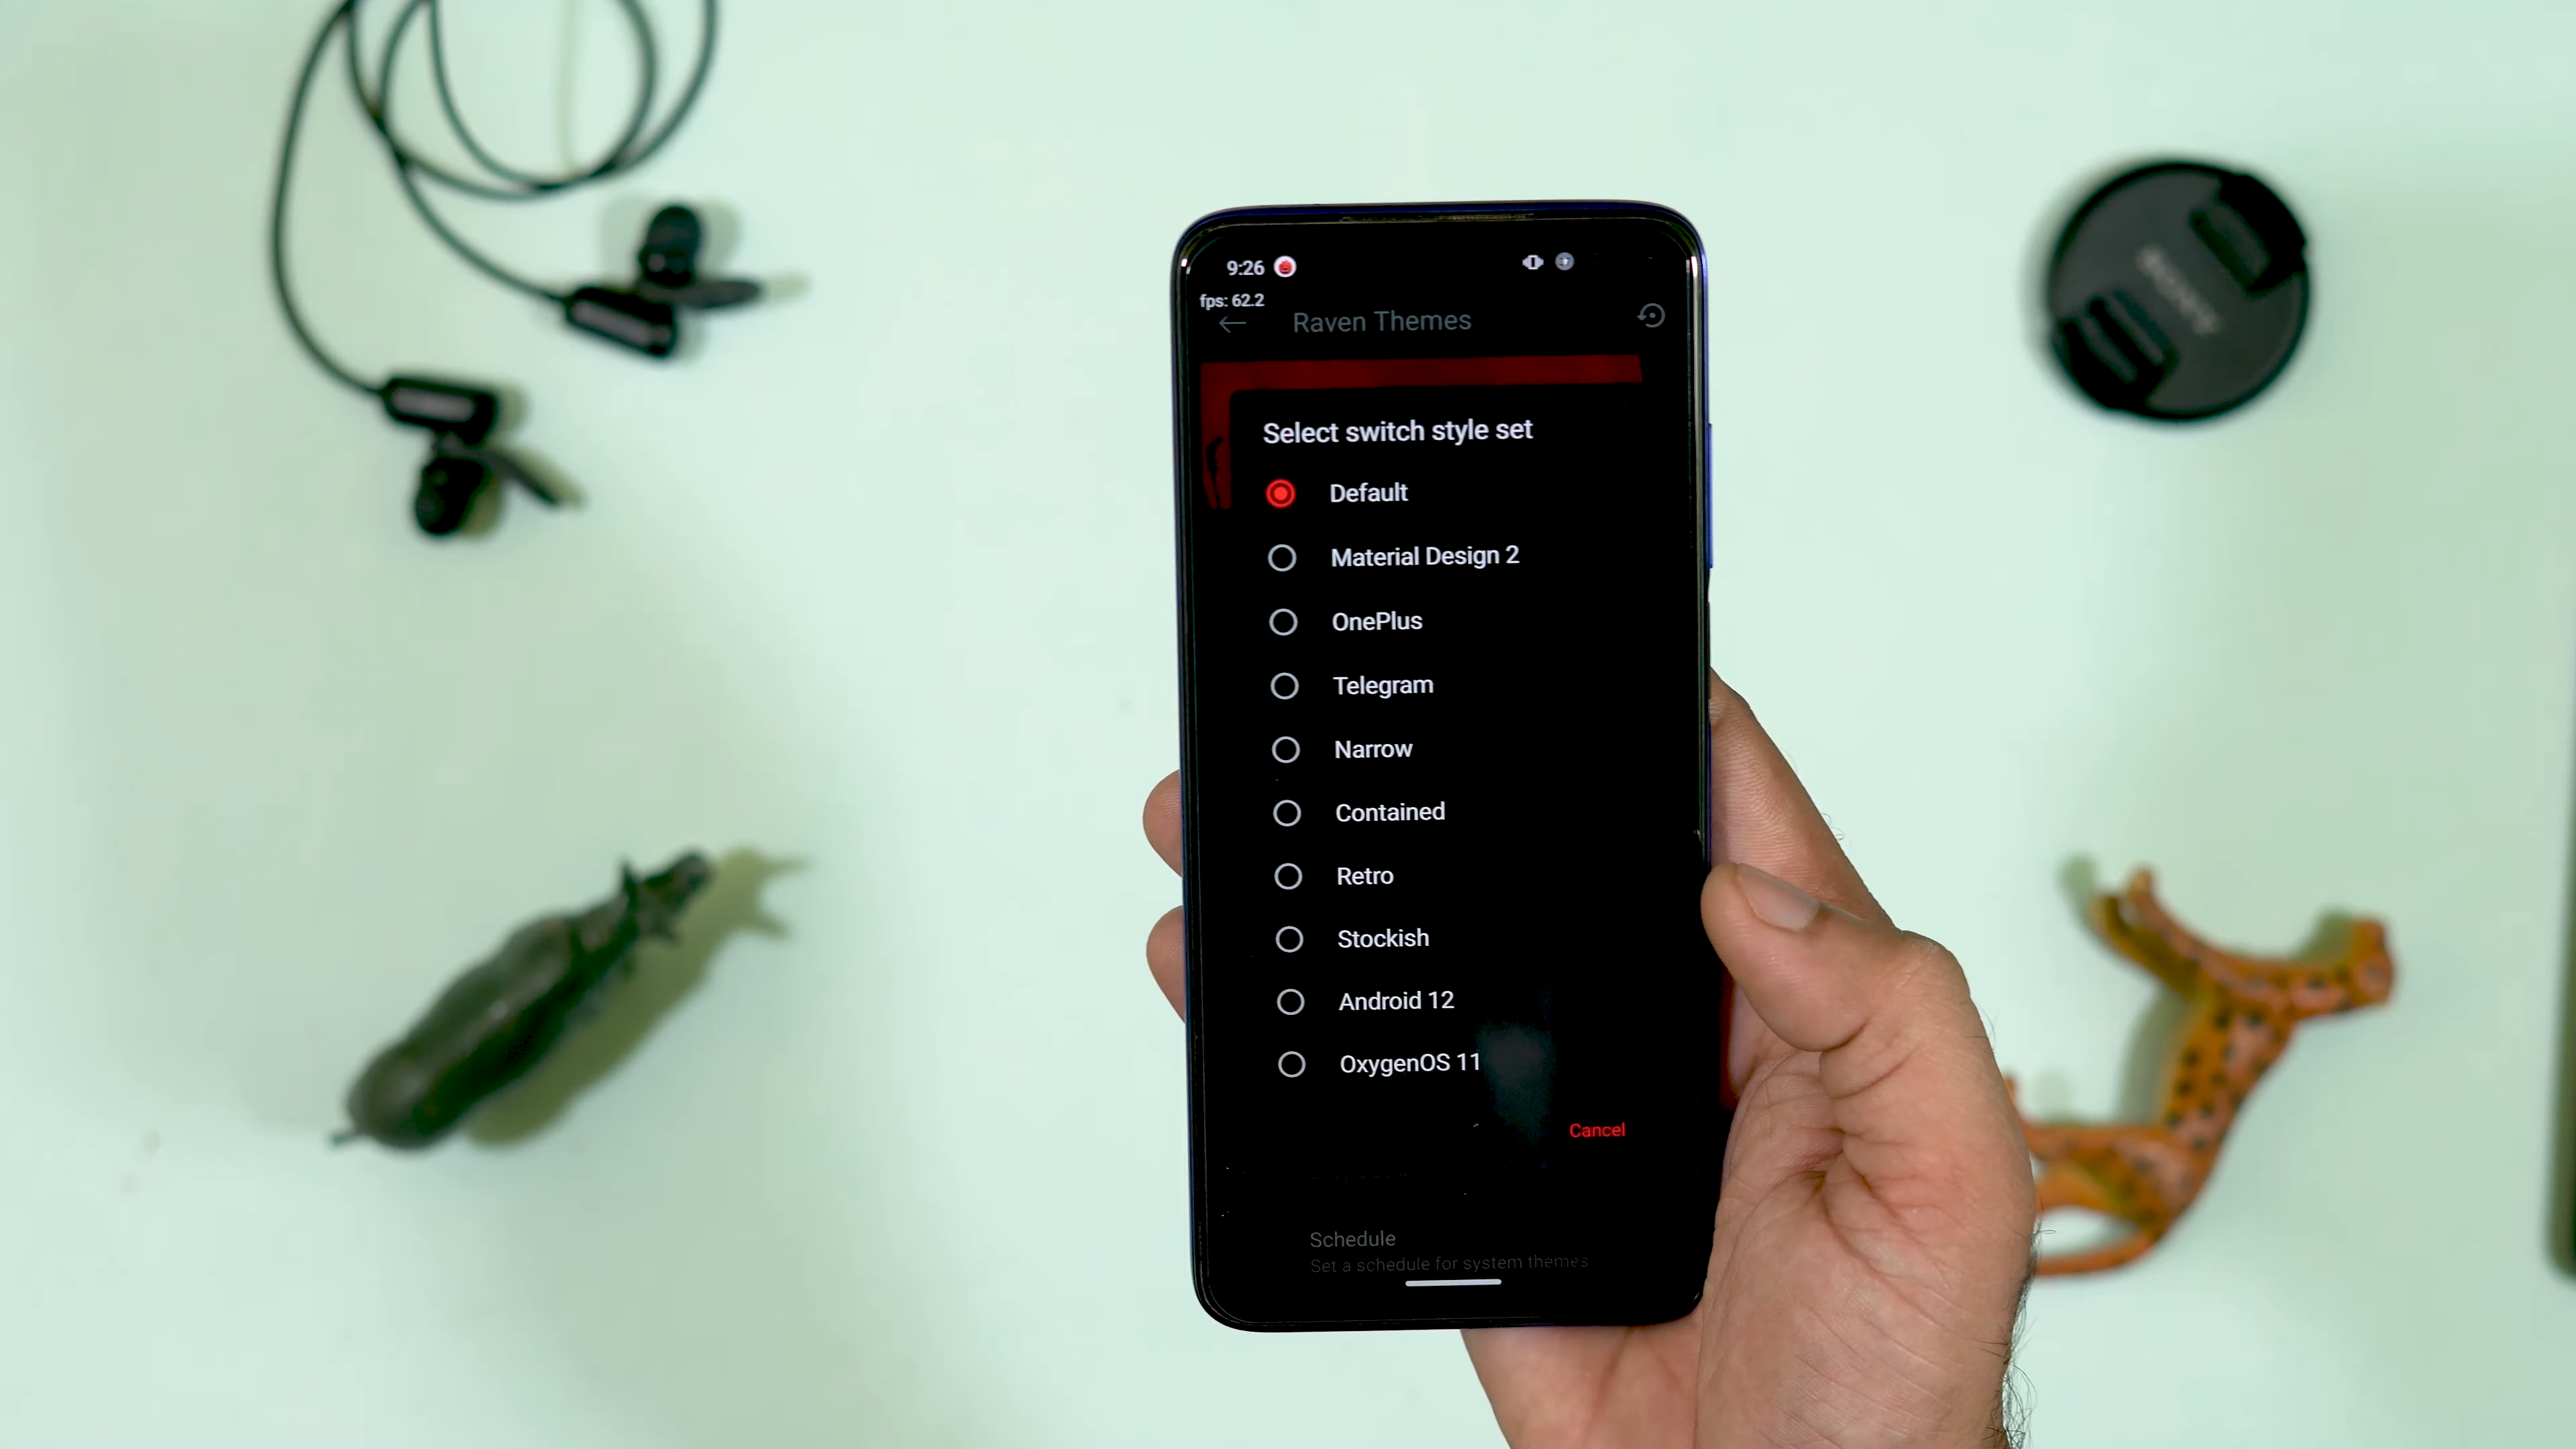 9:26
fps: 62.2
Raven Themes
Select switch style set
Default
Material Design 2
OnePlus
Telegram
Narrow
Contained
Retro
Stockish
Android 12
OxygenOS 11
Cancel
Schedule
Set a schedule for system themes
SONY